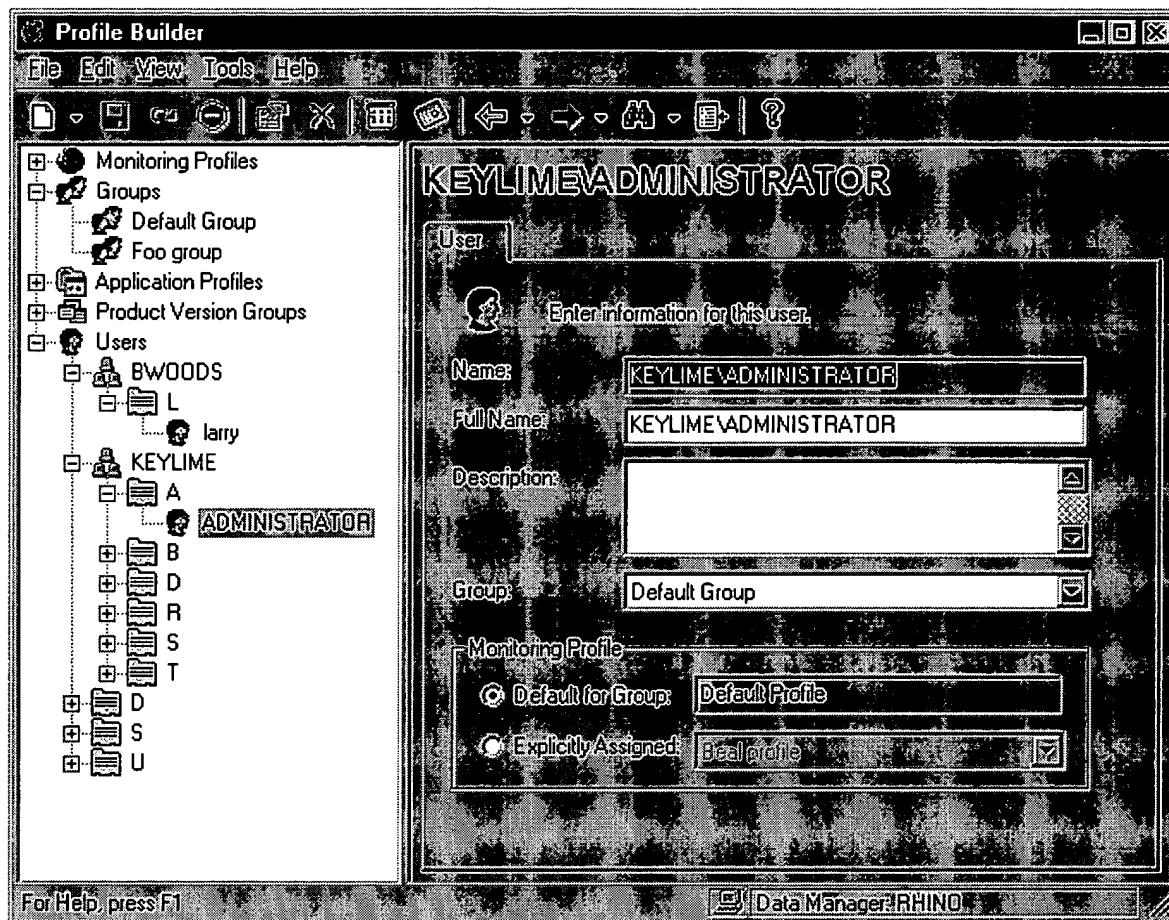 Profile Builder
File Edit View Tools Help
Monitoring Profiles
Groups
Default Group
Foo group
Application Profiles
Product Version Groups
Users
BWOODS
L
larry
KEYLIME
A
ADMINISTRATOR
B
D
R
S
T
D
S
U
KEYLIME\ADMINISTRATOR
User
Enter information for this user.
Name: KEYLIME\ADMINISTRATOR
Full Name: KEYLIME\ADMINISTRATOR
Description:
Group: Default Group
Monitoring Profile
Default for Group: Default Profile
Explicitly Assigned: Beal profile
For Help, press F1
Data Manager: RHINO